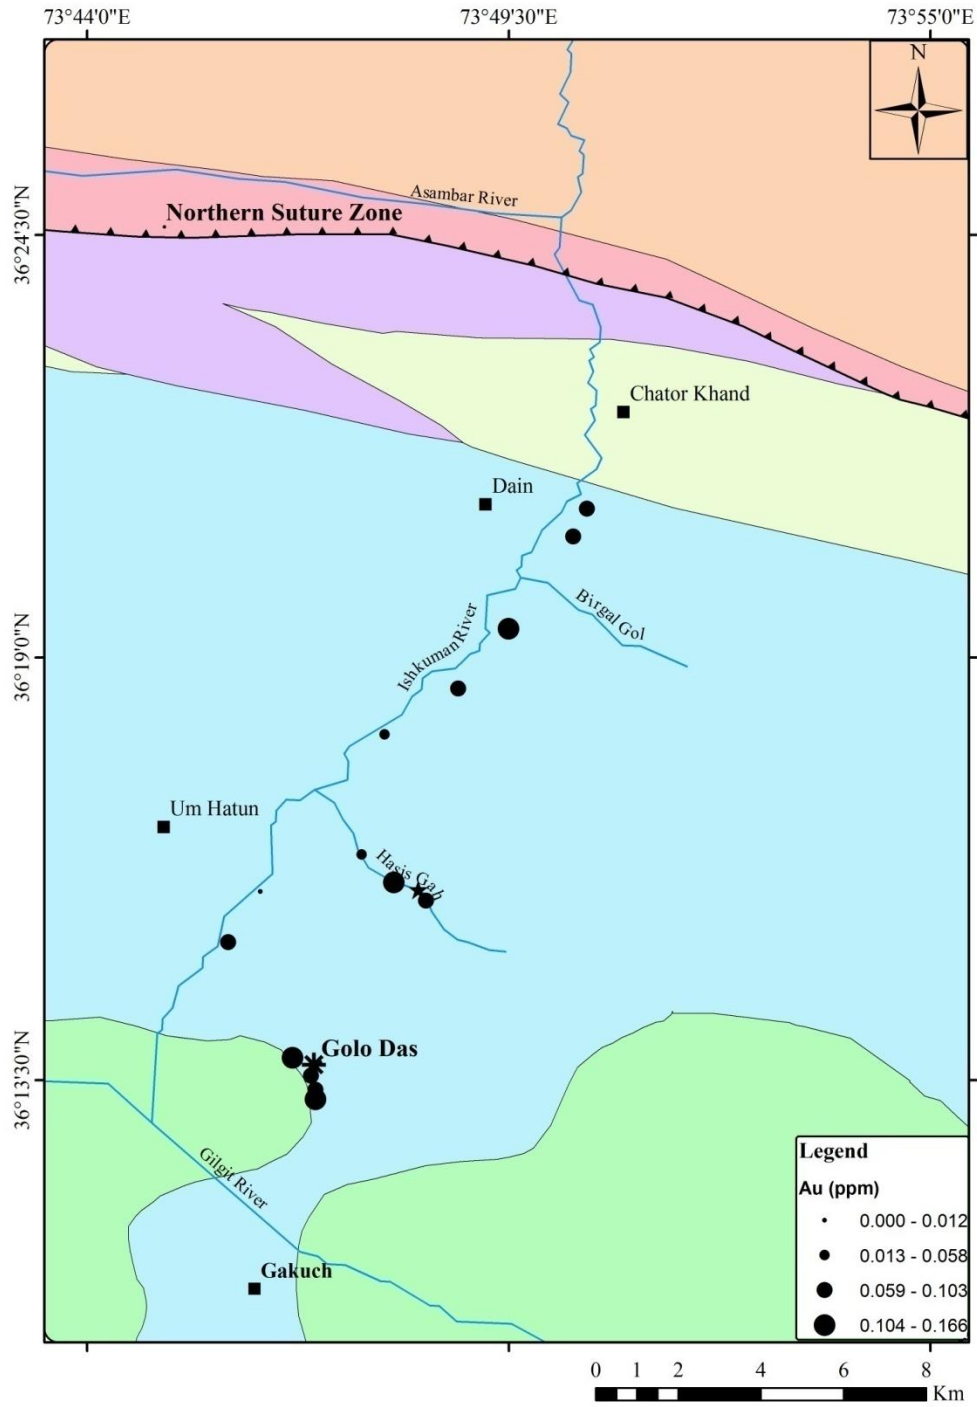 73°44'0"E
73°49'30"E
73°55'0"E
N
Asambar River
Northern Suture Zone
36°24'30"N
Chator Khand
Dain
Birgal Gol
Ishkuman River
36°19'0"N
Um Hatun
Hasis Gah
Golo Das
36°13'30"N
Gilgit River
Gakuch
Legend
Au (ppm)
0.000 - 0.012
0.013 - 0.058
0.059 - 0.103
0.104 - 0.166
0 1 2 4 6 8
Km